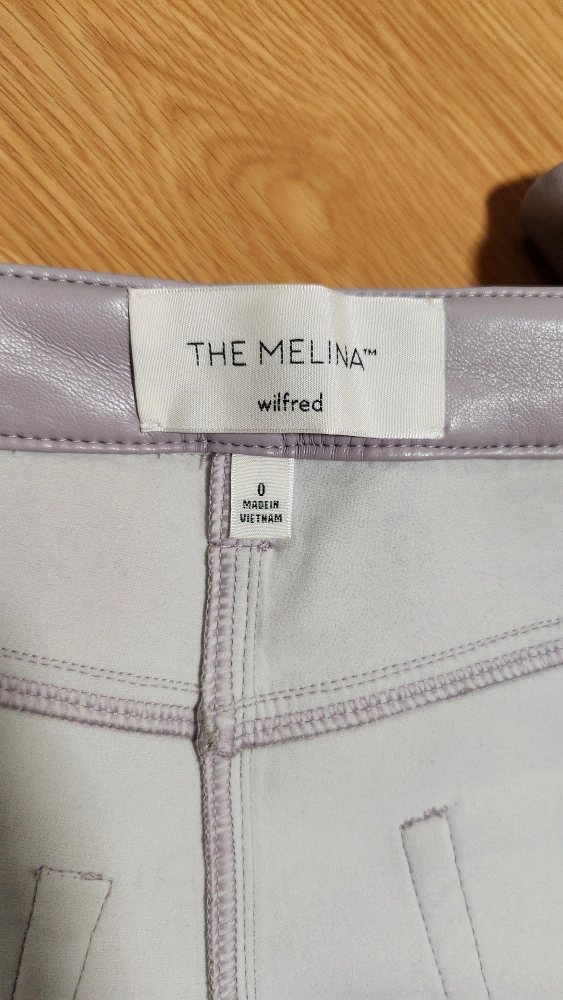 THE MELINA™
wilfred
0
MADE IN
VIETNAM